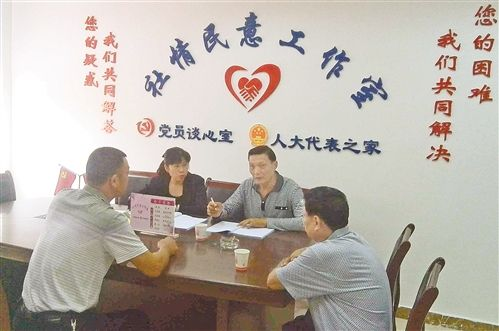 社情民意工作室
您的疑惑
我们共同解答
您的困难
我们共同解决
党员谈心室
人大代表之家